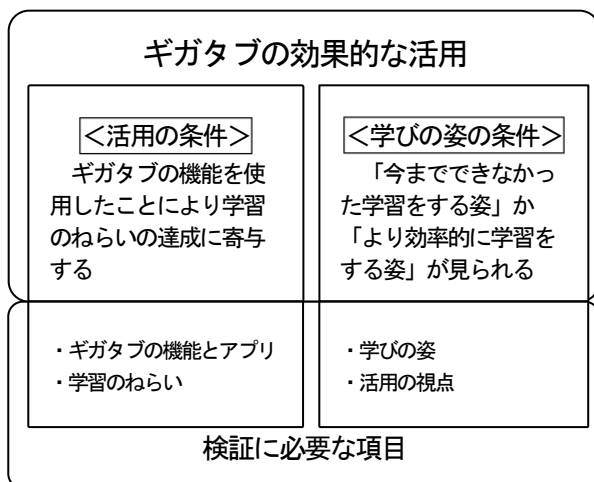 ギガタブの効果的な活用
＜活用の条件＞
ギガタブの機能を使
用したことにより学習
のねらいの達成に寄与
する
＜学びの姿の条件＞
「今までできなかっ
た学習をする姿」か
「より効率的に学習を
する姿」が見られる
・ギガタブの機能とアプリ
・学習のねらい
・学びの姿
・活用の視点
検証に必要な項目